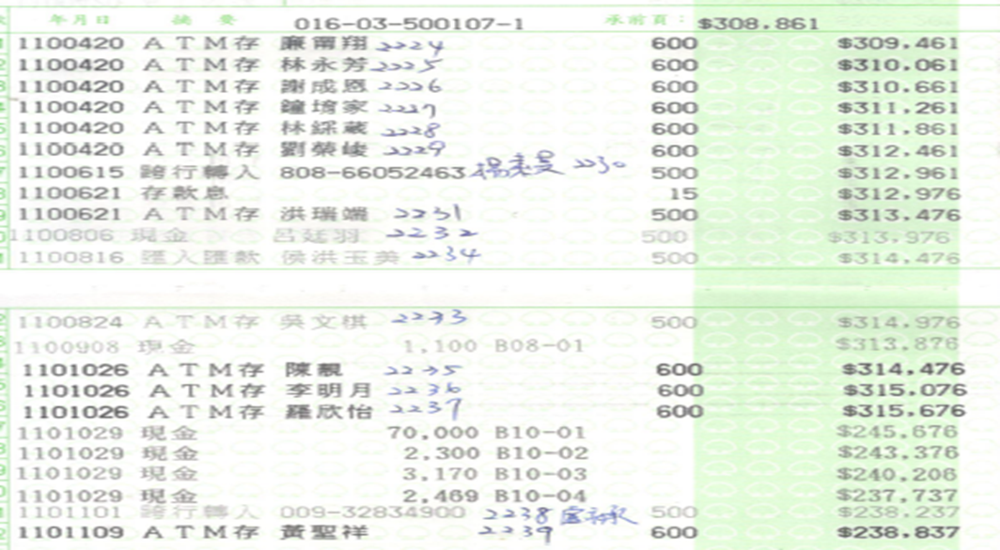 年月日 摘要 016-03-500107-1 承前頁： $308.861
1100420 ATM存 廉甯翔 2224 600 $309.461
1100420 ATM存 林永芳 2225 600 $310.061
1100420 ATM存 謝成恩 2226 600 $310.661
1100420 ATM存 鐘堉家 2227 600 $311.261
1100420 ATM存 林綵葳 2228 600 $311.861
1100420 ATM存 劉榮峻 2229 600 $312.461
1100615 跨行轉入 808-66052463 2230 500 $312.961
1100621 存款息 15 $312.976
1100621 ATM存 洪瑞端 2231 500 $313.476
1100806 現金 呂廷羽 2232 500 $313.976
1100816 匯入匯款 侯洪玉美 2234 500 $314.476
1100824 ATM存 吳文棋 2233 500 $314.976
1100908 現金 1,100 B08-01 $313.876
1101026 ATM存 陳靚 2235 600 $314.476
1101026 ATM存 李明月 2236 600 $315.076
1101026 ATM存 羅欣怡 2237 600 $315.676
1101029 現金 70,000 B10-01 $245,676
1101029 現金 2,300 B10-02 $243,376
1101029 現金 3,170 B10-03 $240,206
1101029 現金 2,469 B10-04 $237,737
1101101 跨行轉入 009-32834900 2238 500 $238.237
1101109 ATM存 黃聖祥 2239 600 $238.837